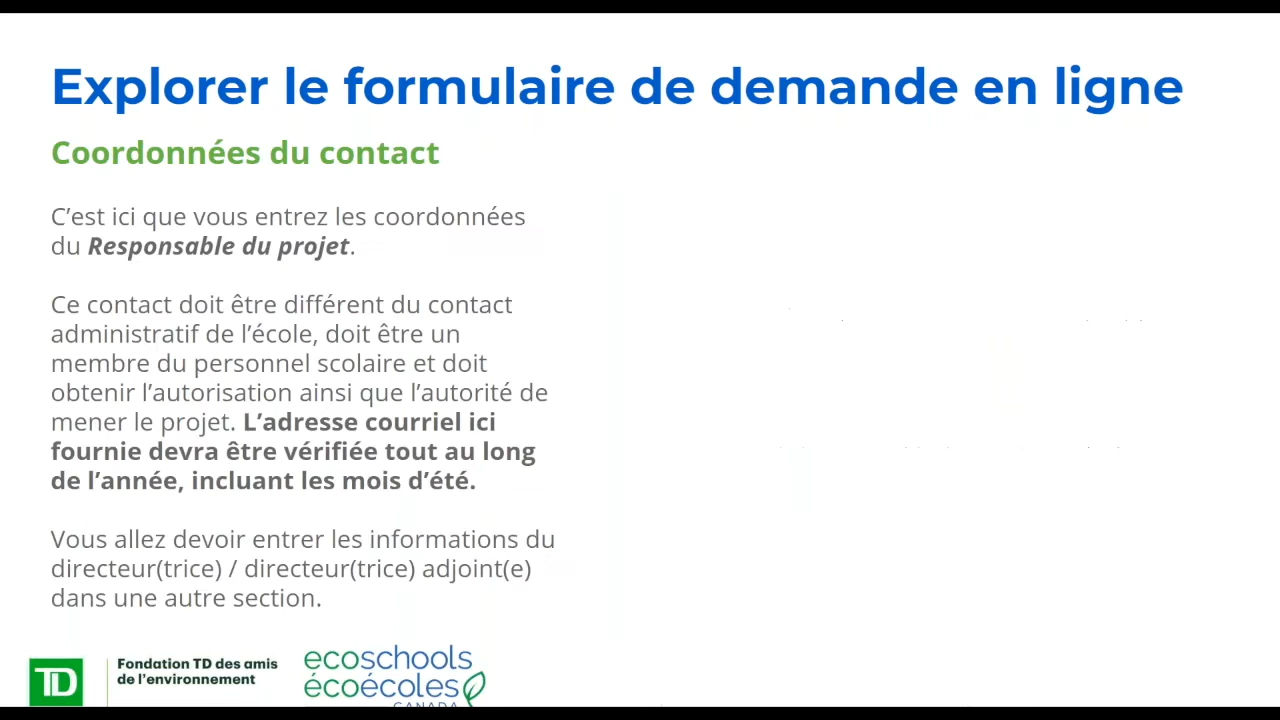 Explorer le formulaire de demande en ligne
Coordonnées du contact
C’est ici que vous entrez les coordonnées
du Responsable du projet.
Ce contact doit être différent du contact
administratif de l’école, doit être un
membre du personnel scolaire et doit
obtenir l’autorisation ainsi que l’autorité de
mener le projet. L’adresse courriel ici
fournie devra être vérifiée tout au long
de l’année, incluant les mois d’été.
Vous allez devoir entrer les informations du
directeur(trice) / directeur(trice) adjoint(e)
dans une autre section.
TD
Fondation TD des amis
de l’environnement
ecoschools
écoécoles
CANADA